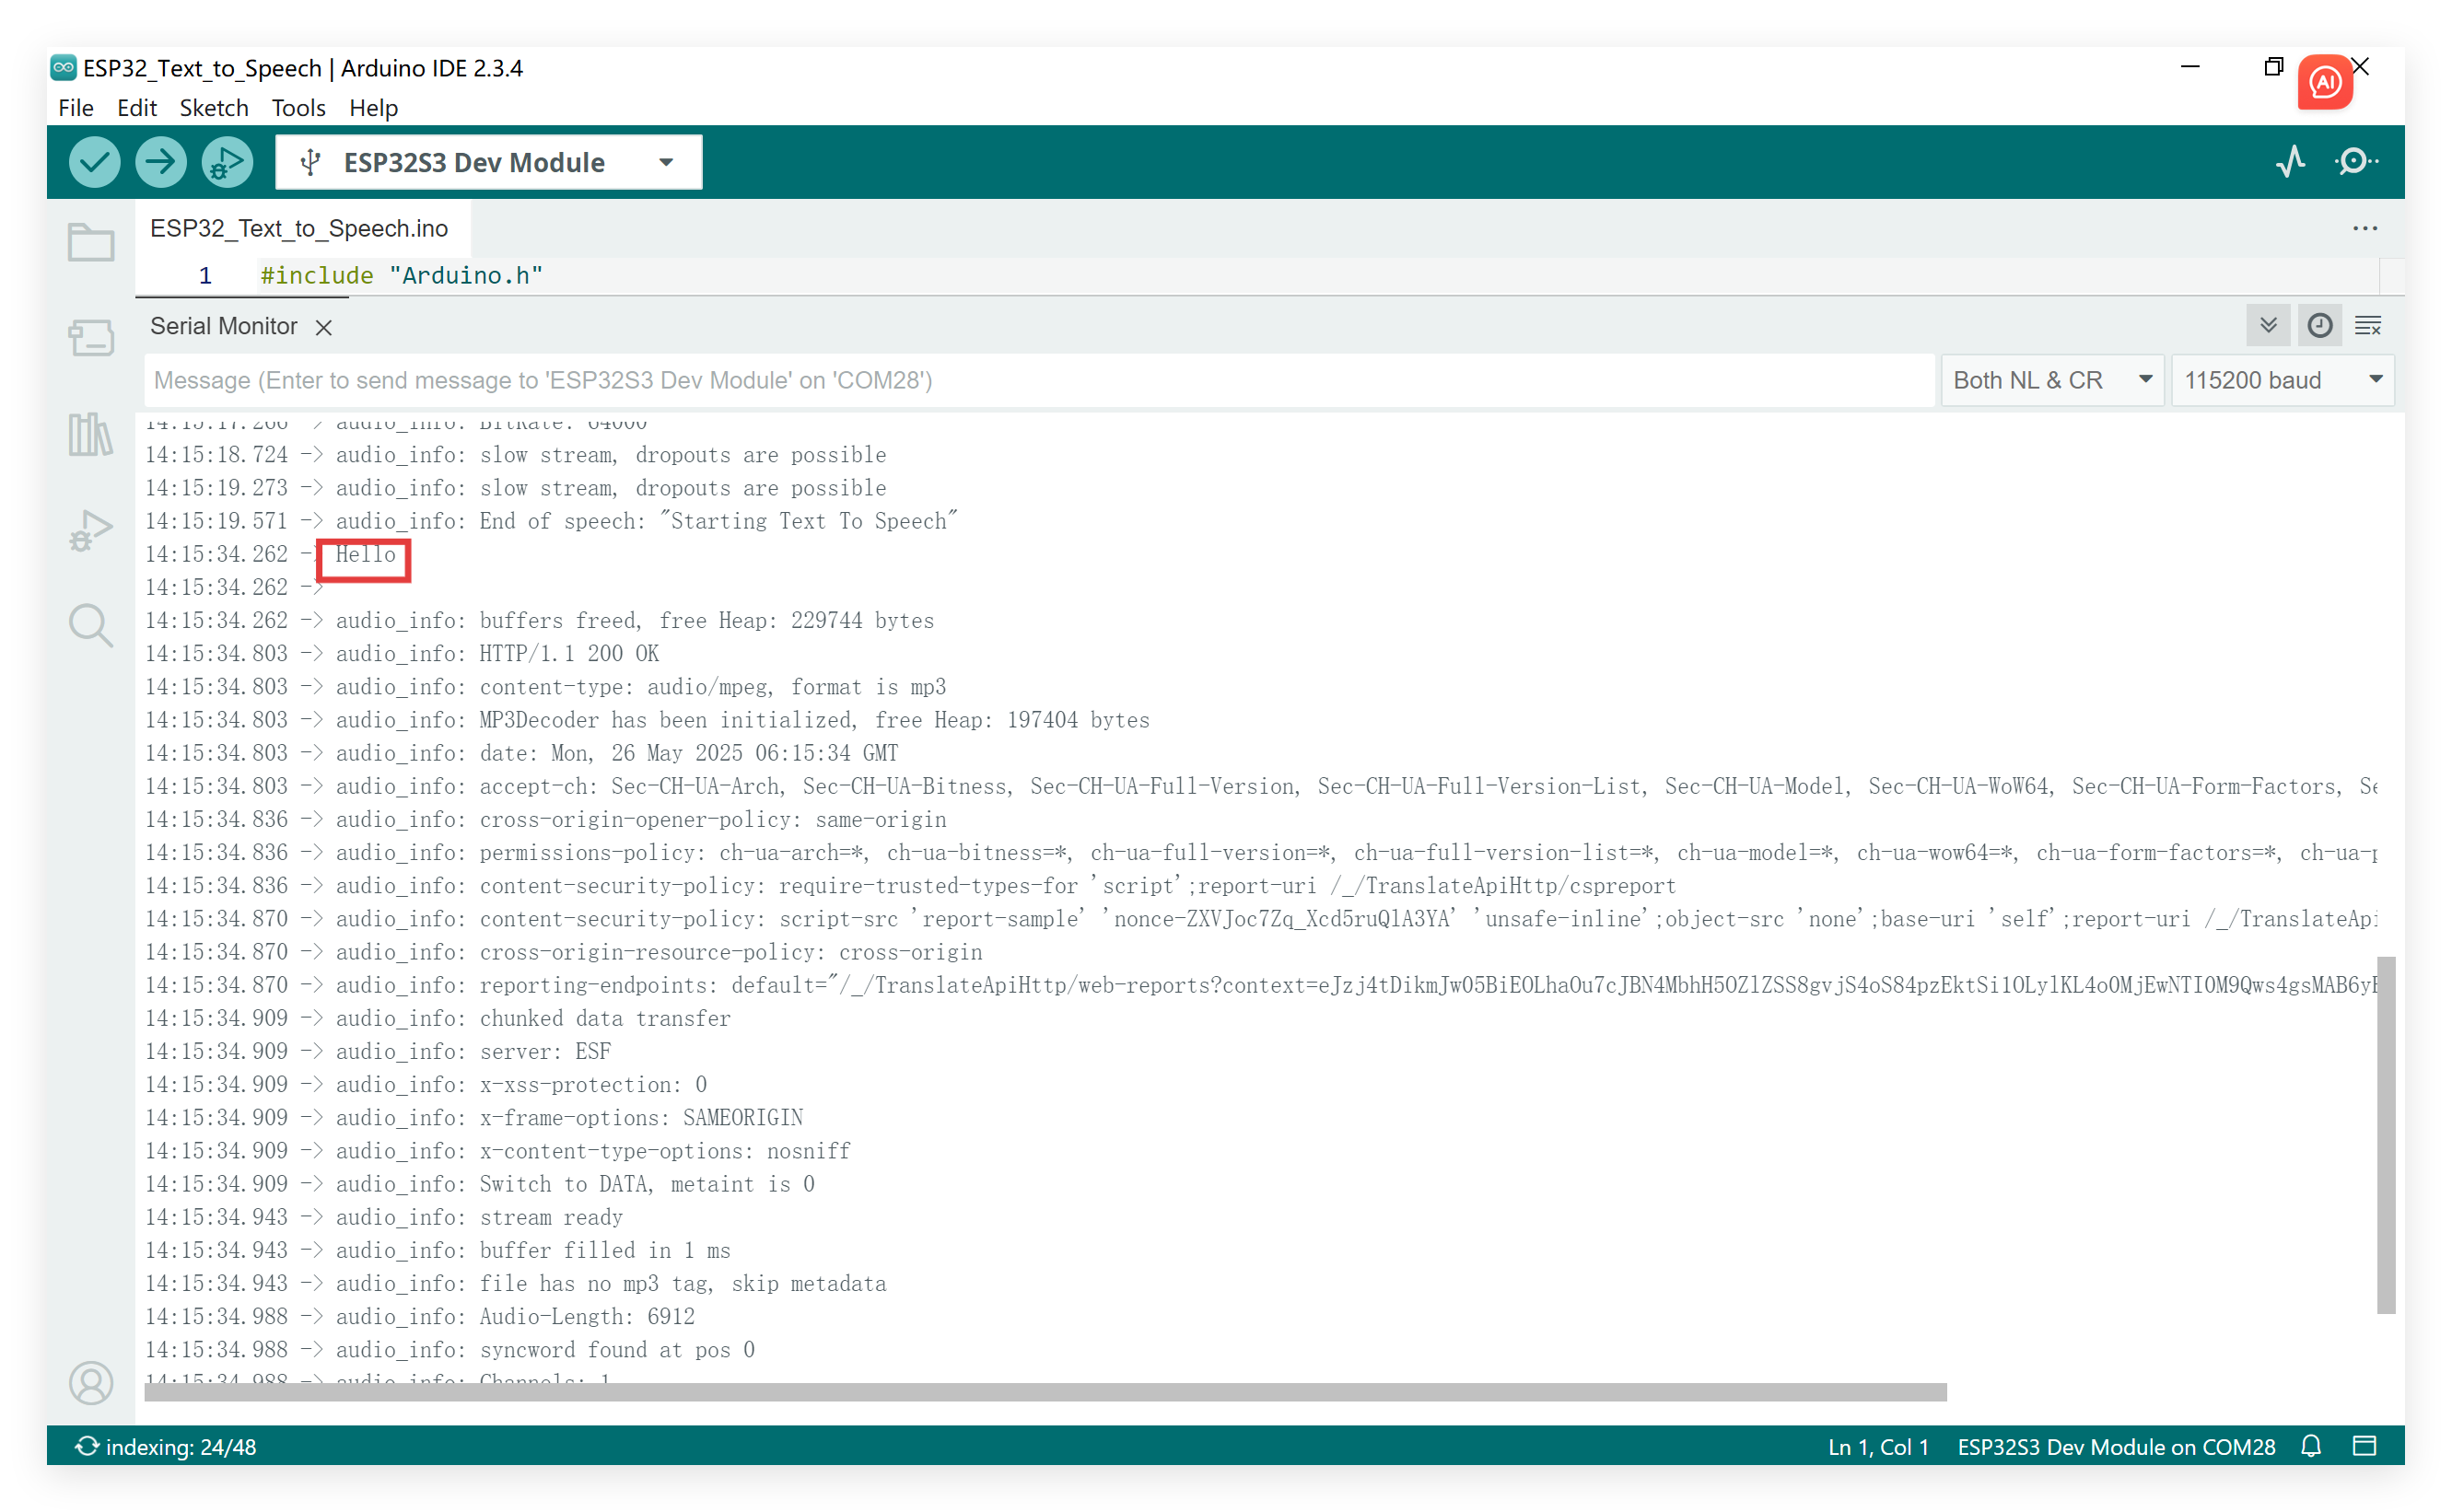 ESP32_Text_to_Speech | Arduino IDE 2.3.4
AI
File Edit Sketch Tools Help
ESP32S3 Dev Module
ESP32_Text_to_Speech.ino
1 #include "Arduino.h"
Serial Monitor
Message (Enter to send message to 'ESP32S3 Dev Module' on 'COM28')
Both NL & CR
115200 baud
14:15:17.266 -> audio_info: BitRate: 64000
14:15:18.724 -> audio_info: slow stream, dropouts are possible
14:15:19.273 -> audio_info: slow stream, dropouts are possible
14:15:19.571 -> audio_info: End of speech: "Starting Text To Speech"
14:15:34.262 -> Hello
14:15:34.262 ->
14:15:34.262 -> audio_info: buffers freed, free Heap: 229744 bytes
14:15:34.803 -> audio_info: HTTP/1.1 200 OK
14:15:34.803 -> audio_info: content-type: audio/mpeg, format is mp3
14:15:34.803 -> audio_info: MP3Decoder has been initialized, free Heap: 197404 bytes
14:15:34.803 -> audio_info: date: Mon, 26 May 2025 06:15:34 GMT
14:15:34.803 -> audio_info: accept-ch: Sec-CH-UA-Arch, Sec-CH-UA-Bitness, Sec-CH-UA-Full-Version, Sec-CH-UA-Full-Version-List, Sec-CH-UA-Model, Sec-CH-UA-WoW64, Sec-CH-UA-Form-Factors,
14:15:34.836 -> audio_info: cross-origin-opener-policy: same-origin
14:15:34.836 -> audio_info: permissions-policy: ch-ua-arch=*, ch-ua-bitness=*, ch-ua-full-version=*, ch-ua-full-version-list=*, ch-ua-model=*, ch-ua-wow64=*, ch-ua-form-factors=*,
14:15:34.836 -> audio_info: content-security-policy: require-trusted-types-for 'script';report-uri /_/TranslateApiHttp/cspreport
14:15:34.870 -> audio_info: content-security-policy: script-src 'report-sample' 'nonce-ZXVJoc7Zq_Xcd5ruQlA3YA' 'unsafe-inline';object-src 'none';base-uri 'self';report-uri /_/TranslateApi
14:15:34.870 -> audio_info: cross-origin-resource-policy: cross-origin
14:15:34.870 -> audio_info: reporting-endpoints: default="/_/TranslateApiHttp/web-reports?
14:15:34.909 -> audio_info: chunked data transfer
14:15:34.909 -> audio_info: server: ESF
14:15:34.909 -> audio_info: x-xss-protection: 0
14:15:34.909 -> audio_info: x-frame-options: SAMEORIGIN
14:15:34.909 -> audio_info: x-content-type-options: nosniff
14:15:34.909 -> audio_info: Switch to DATA, metaint is 0
14:15:34.943 -> audio_info: stream ready
14:15:34.943 -> audio_info: buffer filled in 1 ms
14:15:34.943 -> audio_info: file has no mp3 tag, skip metadata
14:15:34.988 -> audio_info: Audio-Length: 6912
14:15:34.988 -> audio_info: syncword found at pos 0
14:15:34.988 -> audio_info: Channels: 1
indexing: 24/48
Ln 1, Col 1
ESP32S3 Dev Module on COM28